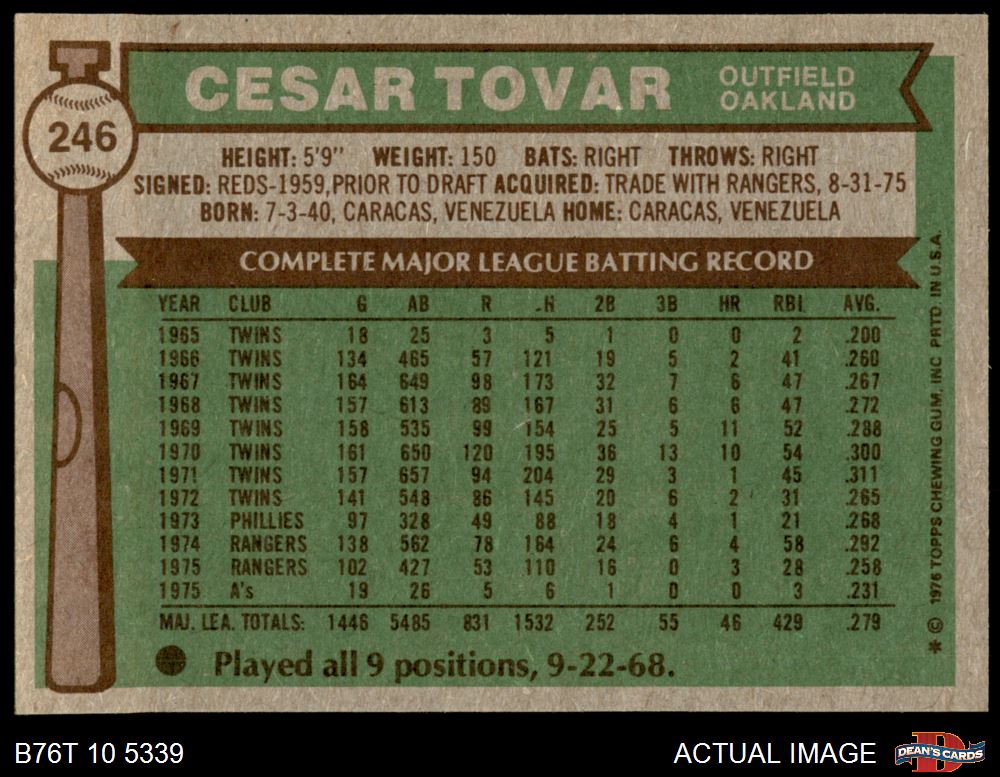 246
CESAR TOVAR
OUTFIELD
OAKLAND
HEIGHT: 5'9" WEIGHT: 150 BATS: RIGHT THROWS: RIGHT
SIGNED: REDS-1959, PRIOR TO DRAFT ACQUIRED: TRADE WITH RANGERS, 8-31-75
BORN: 7-3-40, CARACAS, VENEZUELA HOME: CARACAS, VENEZUELA
COMPLETE MAJOR LEAGUE BATTING RECORD
YEAR CLUB G AB R H 2B 3B HR RBI AVG.
1965 TWINS 18 25 3 5 1 0 0 2 .200
1966 TWINS 134 465 57 121 19 5 2 41 .260
1967 TWINS 164 649 98 173 32 7 6 47 .267
1968 TWINS 157 613 89 167 31 6 6 47 .272
1969 TWINS 158 535 99 154 25 5 11 52 .288
1970 TWINS 161 650 120 195 36 13 10 54 .300
1971 TWINS 157 657 94 204 29 3 1 45 .311
1972 TWINS 141 548 86 145 20 6 2 31 .265
1973 PHILLIES 97 328 49 88 18 4 1 21 .268
1974 RANGERS 138 562 78 164 24 6 4 58 .292
1975 RANGERS 102 427 53 110 16 0 3 28 .258
1975 A's 19 26 5 6 1 0 0 3 .231
MAJ. LEA. TOTALS: 1446 5485 831 1532 252 55 46 429 .279
Played all 9 positions, 9-22-68.
* © 1976 TOPPS CHEWING GUM, INC PRTD. IN U.S.A.
B76T 10 5339
ACTUAL IMAGE
D
DEAN'S CARDS